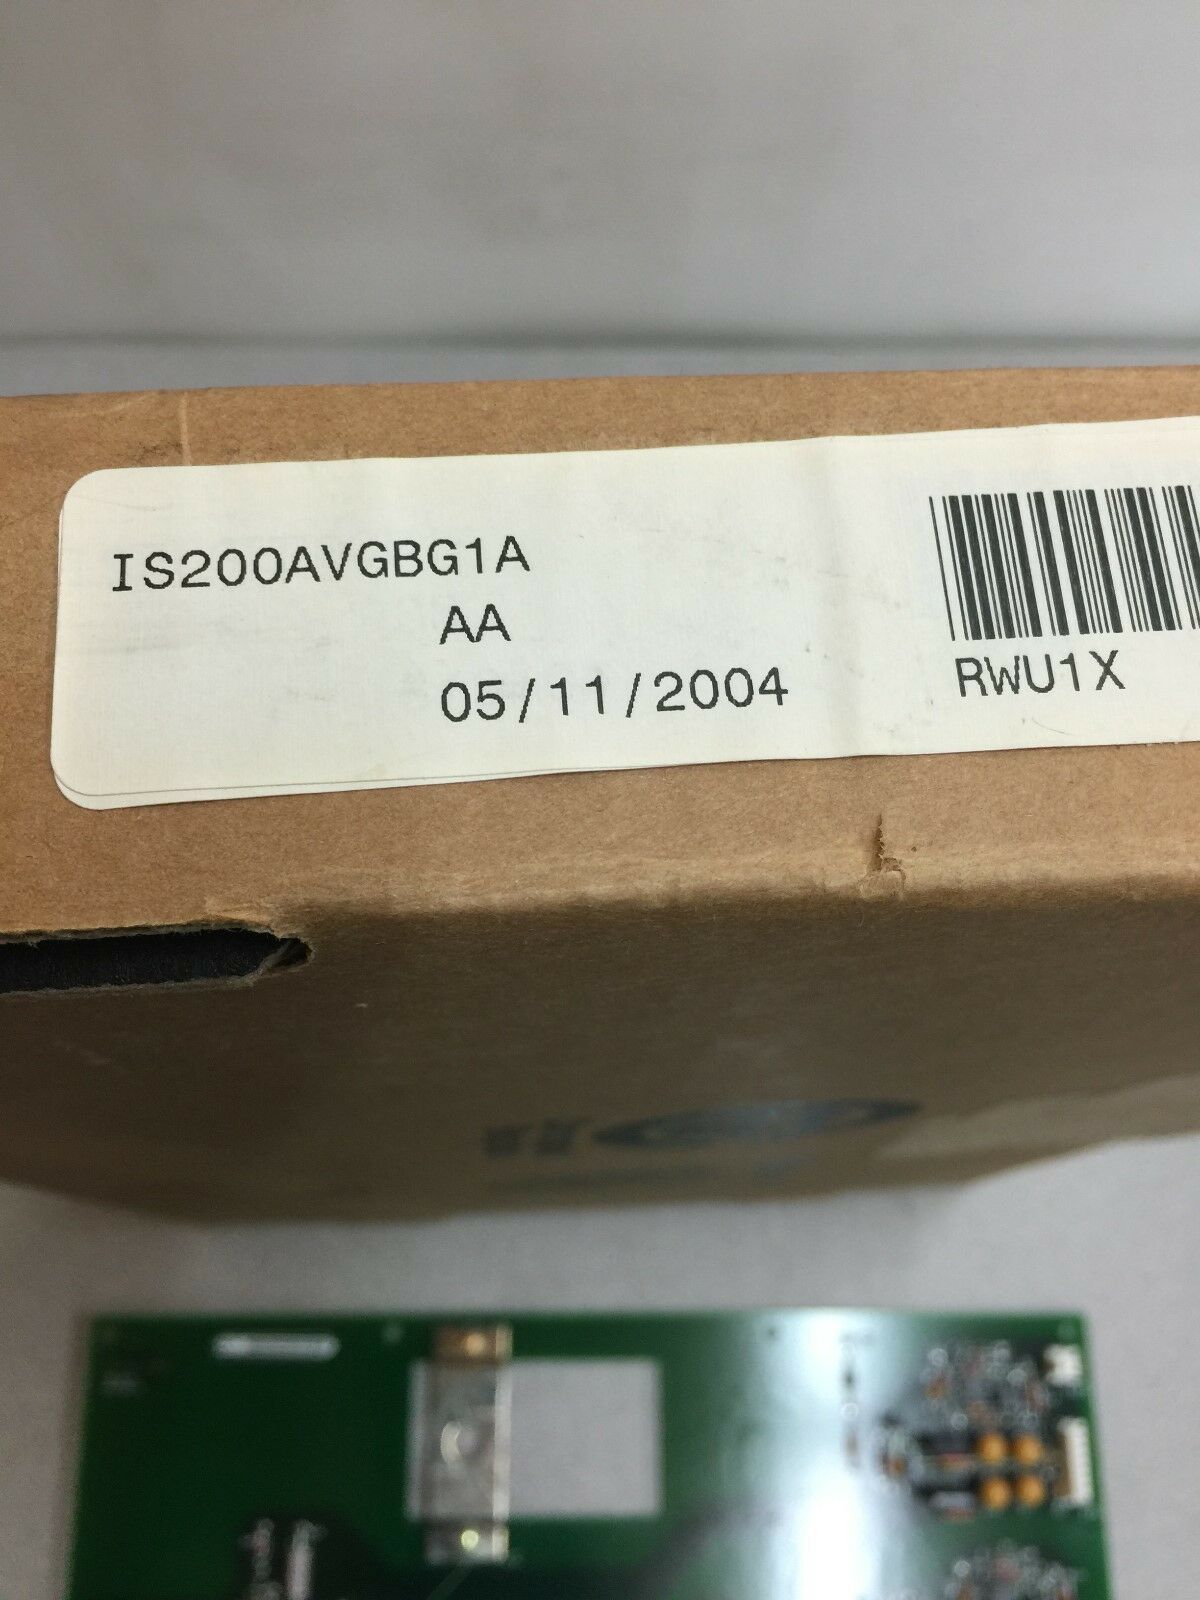 IS200AVGBG1A
AA
05/11/2004
RWU1X